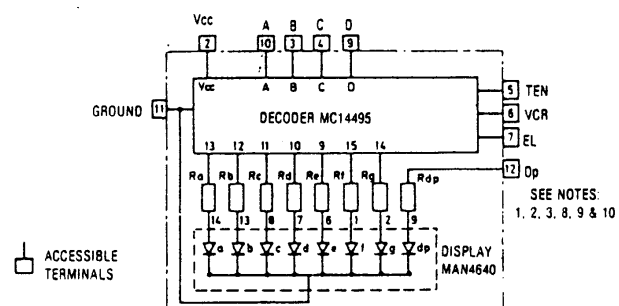 Vcc A B C D
2 10 3 4 9
Vcc A B C D
5 TEN
GROUND 11
DECODER MC14495
6 VCR
7 EL
13 12 11 10 9 15 14
12 Dp
Ra Rb Rc Rd Re Rf Rg Rdp
SEE NOTES:
1, 2, 3, 8, 9 & 10
14 13 8 7 6 1 2 9
a b c d e f g dp
DISPLAY
MAN4640
ACCESSIBLE
TERMINALS